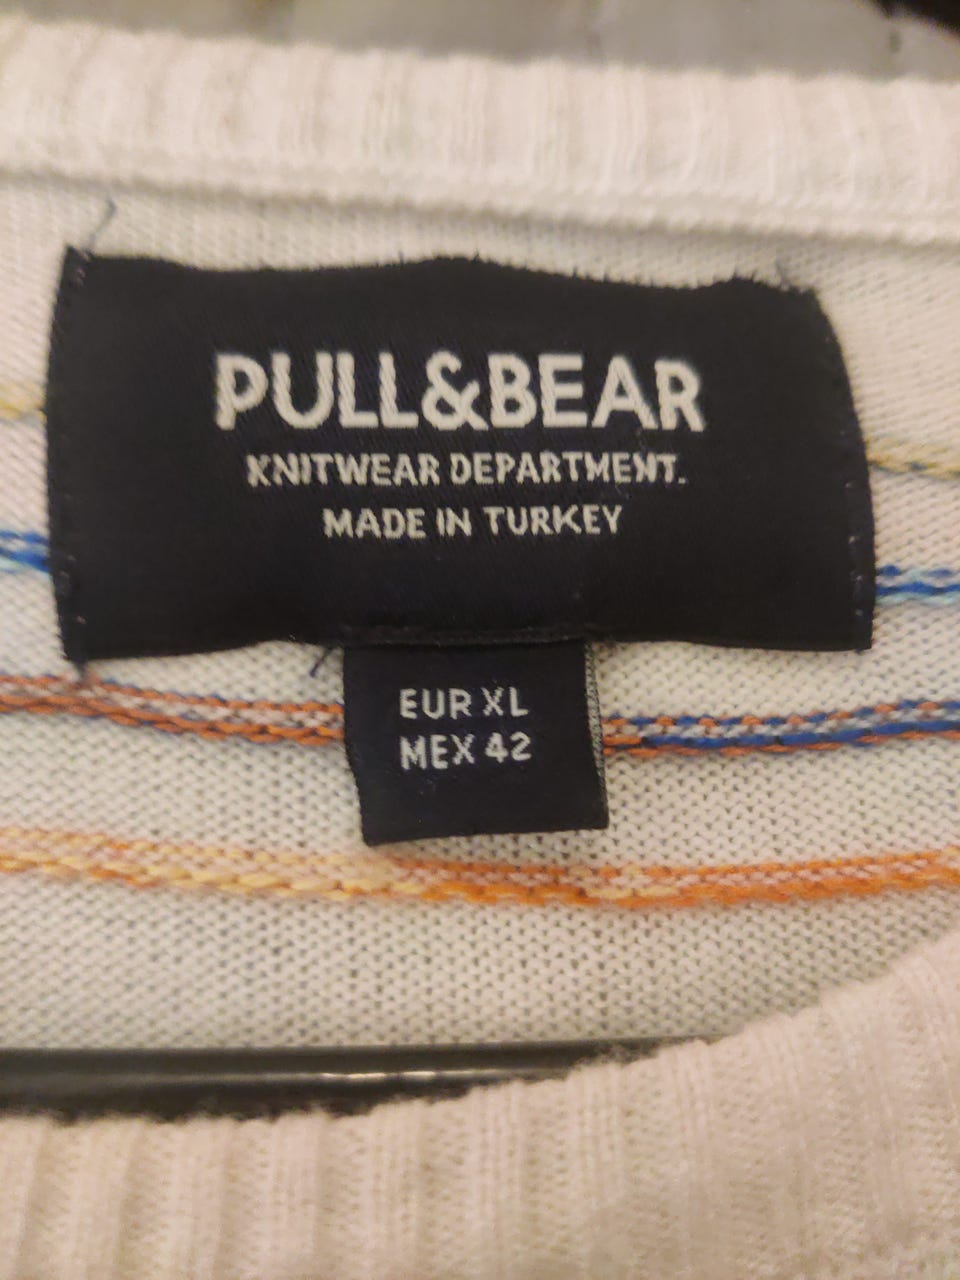 PULL&BEAR
KNITWEAR DEPARTMENT.
MADE IN TURKEY
EUR XL
MEX 42